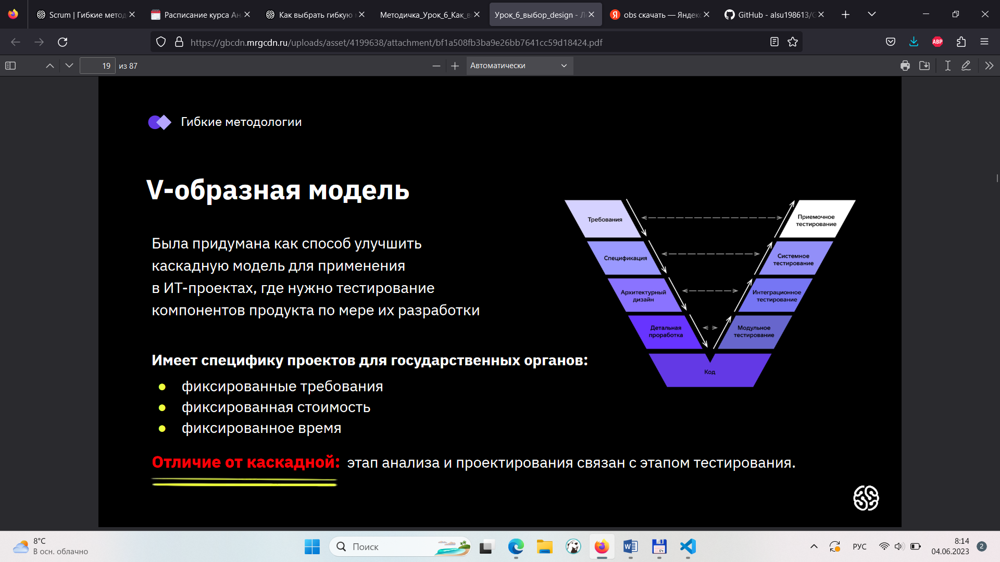 Scrum | Гибкие метод
Расписание курса Ан
Как выбрать гибкую
Методичка_Урок_6_Как_в
Урок_6_выбор_design - Л
obs скачать — Яндекс
GitHub - alsu198613/G
https://gbcdn.mrgcdn.ru/uploads/asset/4199638/attachment/bf1a508fb3ba9e26bb7641cc59d18424.pdf
ABP
19 из 87
Автоматически
Гибкие методологии
V-образная модель
Была придумана как способ улучшить
каскадную модель для применения
в ИТ-проектах, где нужно тестирование
компонентов продукта по мере их разработки
Имеет специфику проектов для государственных органов:
фиксированные требования
фиксированная стоимость
фиксированное время
Отличие от каскадной: этап анализа и проектирования связан с этапом тестирования.
Требования
Приемочное
тестирование
Спецификация
Системное
тестирование
Архитектурный
дизайн
Интеграционное
тестирование
Детальная
проработка
Модульное
тестирование
Код
8°C
В осн. облачно
Поиск
64
РУС
8:14
04.06.2023
2